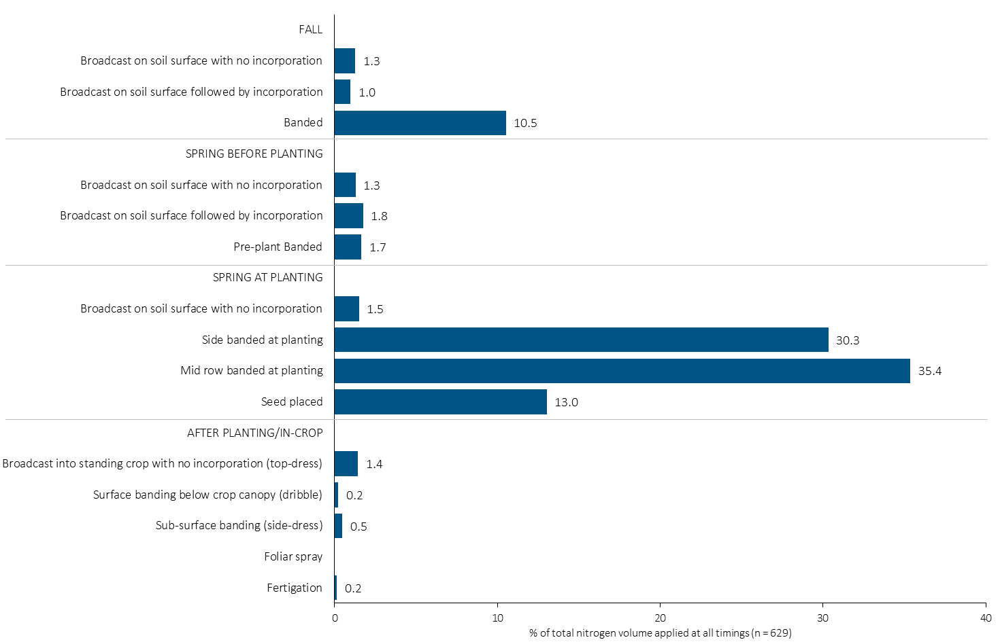 FALL
Broadcast on soil surface with no incorporation 1.3
Broadcast on soil surface followed by incorporation 1.0
Banded 10.5
SPRING BEFORE PLANTING
Broadcast on soil surface with no incorporation 1.3
Broadcast on soil surface followed by incorporation 1.8
Pre-plant Banded 1.7
SPRING AT PLANTING
Broadcast on soil surface with no incorporation 1.5
Side banded at planting 30.3
Mid row banded at planting 35.4
Seed placed 13.0
AFTER PLANTING/IN-CROP
Broadcast into standing crop with no incorporation (top-dress) 1.4
Surface banding below crop canopy (dribble) 0.2
Sub-surface banding (side-dress) 0.5
Foliar spray
Fertigation 0.2
0 10 20 30 40
% of total nitrogen volume applied at all timings (n = 629)